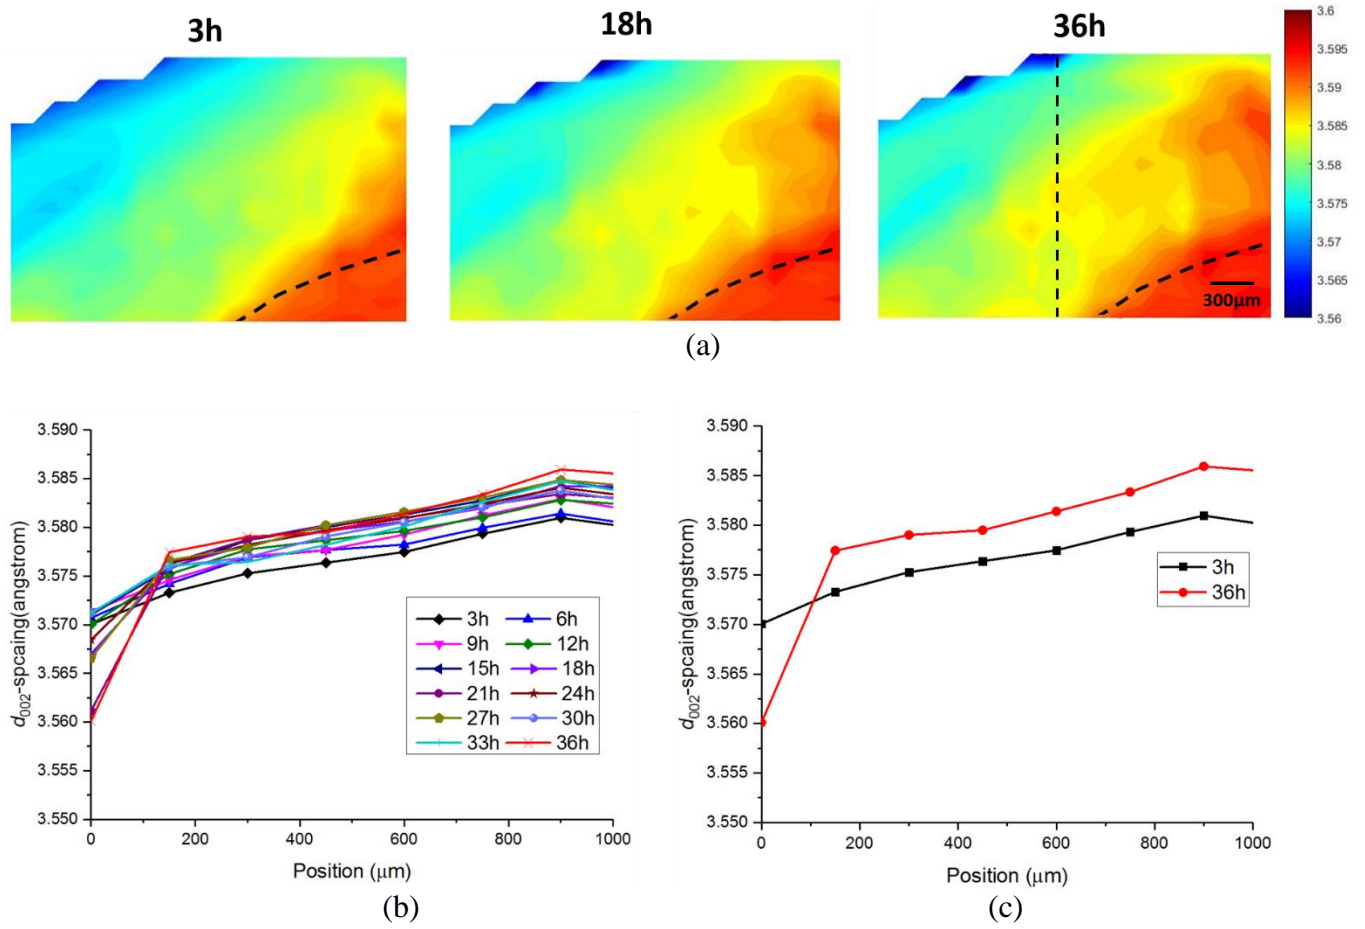 3h
18h
36h
3.6
3.595
3.59
3.585
3.58
3.575
3.57
3.565
3.56
300μm
(a)
3.590
3.585
3.580
3.575
3.570
3.565
3.560
3.555
3.550
d002-spcaing(angstrom)
3h 6h
9h 12h
15h 18h
21h 24h
27h 30h
33h 36h
0 200 400 600 800 1000
Position (μm)
(b)
3.590
3.585
3.580
3.575
3.570
3.565
3.560
3.555
3.550
d002-spcaing(angstrom)
3h
36h
0 200 400 600 800 1000
Position (μm)
(c)